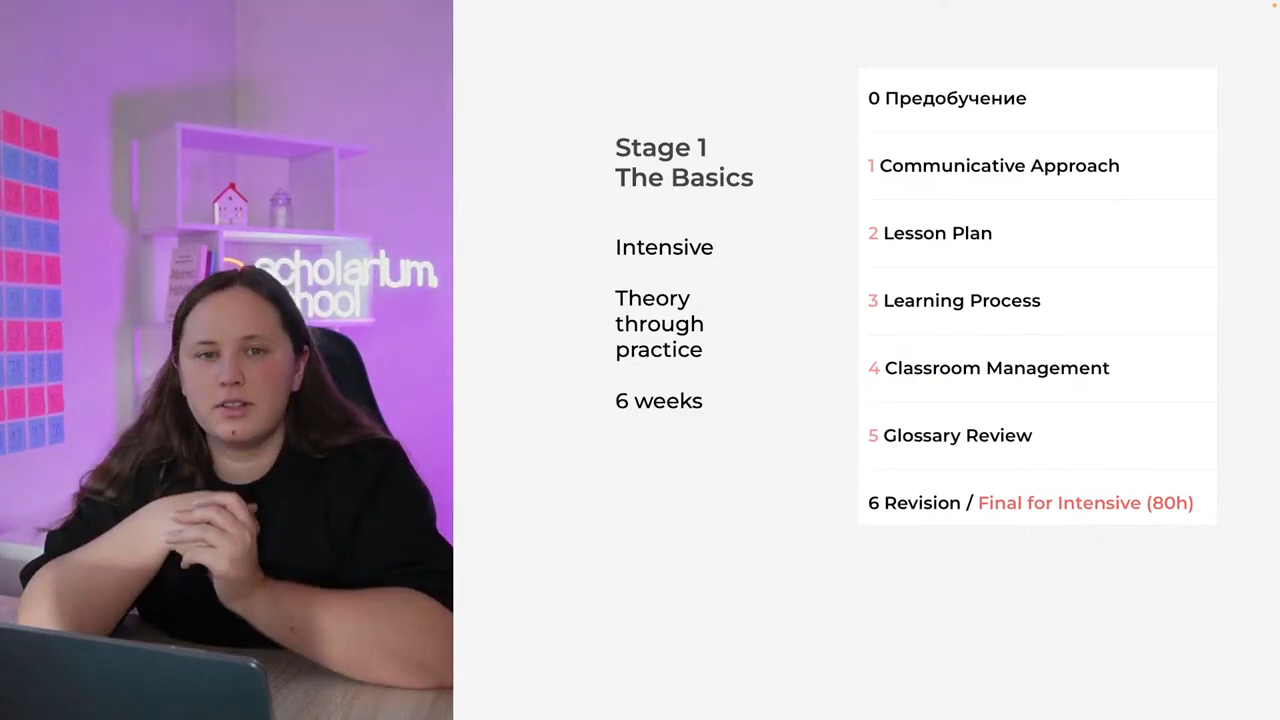 scholarium.
school
Stage 1
The Basics
Intensive
Theory
through
practice
6 weeks
0 Предобучение
1 Communicative Approach
2 Lesson Plan
3 Learning Process
4 Classroom Management
5 Glossary Review
6 Revision / Final for Intensive (80h)